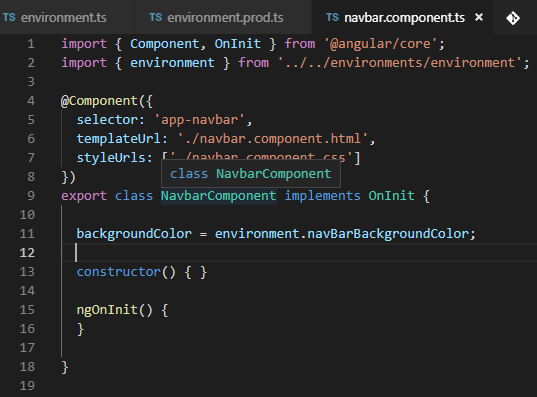 TS environment.ts TS environment.prod.ts TS navbar.component.ts ×
1 import { Component, OnInit } from '@angular/core';
2 import { environment } from '../../environments/environment';
3
4 @Component({
5 selector: 'app-navbar',
6 templateUrl: './navbar.component.html',
7 styleUrls: ['./navbar.component.css']
8 })
class NavbarComponent
9 export class NavbarComponent implements OnInit {
10
11 backgroundColor = environment.navBarBackgroundColor;
12
13 constructor() { }
14
15 ngOnInit() {
16 }
17
18 }
19